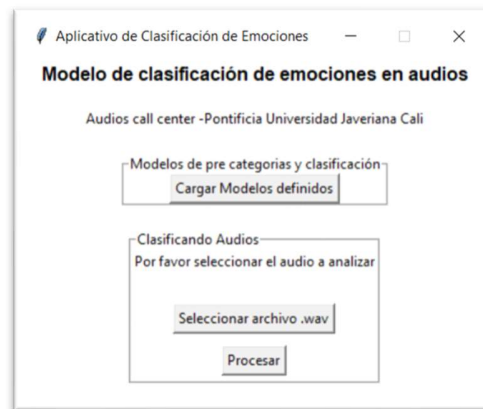 Aplicativo de Clasificación de Emociones
Modelo de clasificación de emociones en audios
Audios call center -Pontificia Universidad Javeriana Cali
Modelos de pre categorias y clasificación
Cargar Modelos definidos
Clasificando Audios
Por favor seleccionar el audio a analizar
Seleccionar archivo .wav
Procesar